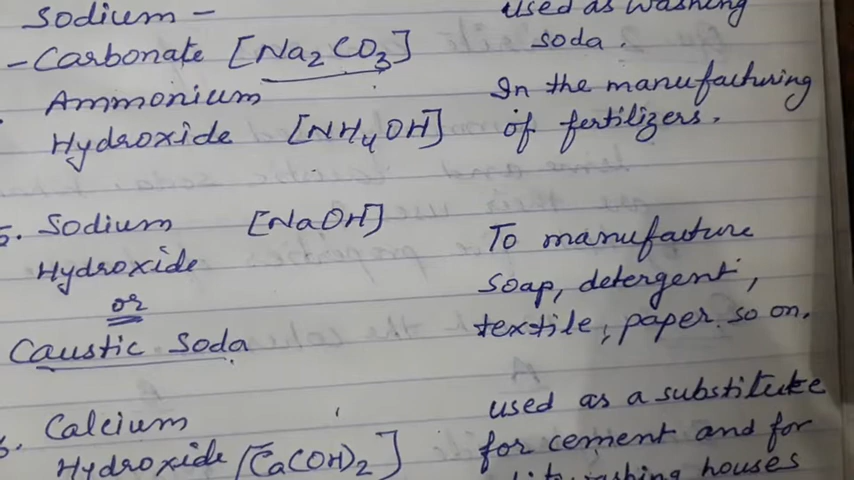 Sodium - used as washing
- Carbonate [Na2CO3] soda.
Ammonium In the manufacturing
Hydroxide [NH4OH] of fertilizers.
5. Sodium [NaOH] To manufacture
Hydroxide soap, detergent,
or textile, paper. so on.
Caustic Soda
6. Calcium used as a substitute
Hydroxide [Ca(OH)2] for cement and for
washing houses